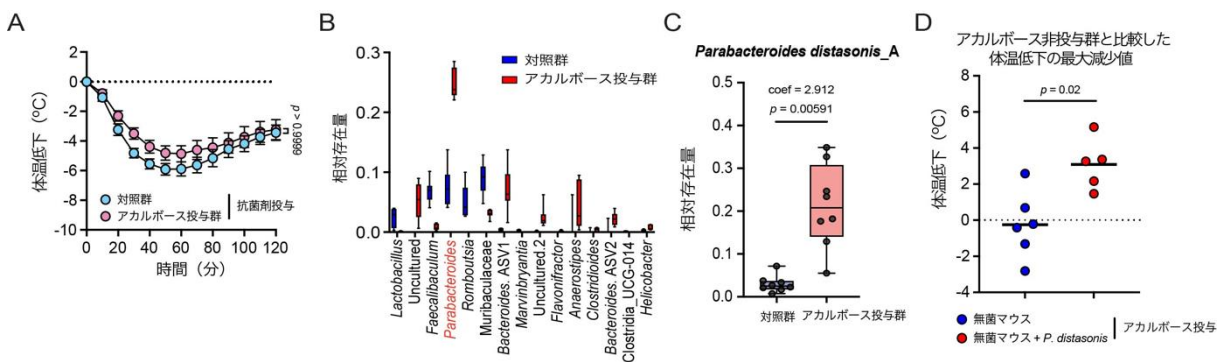 A
体温低下 (ºC)
2
0
-2
-4
-6
-8
-10
0
20
40
60
80
100
120
時間（分）
p > 0.9999
対照群
アカルボース投与群
抗菌剤投与
B
相対存在量
0.3
0.2
0.1
0.0
対照群
アカルボース投与群
Lactobacillus
Uncultured
Faecalibaculum
Parabacteroides
Romboutsia
Muribaculaceae
Bacteroides. ASV1
Marvinbryantia
Uncultured.2
Flavonifractor
Anaerostipes
Clostridioides
Bacteroides. ASV2
Clostridia_UCG-014
Helicobacter
C
Parabacteroides distasonis_A
coef = 2.912
p = 0.00591
相対存在量
0.5
0.4
0.3
0.2
0.1
0.0
対照群
アカルボース投与群
D
アカルボース非投与群と比較した
体温低下の最大減少値
p = 0.02
体温低下 (ºC)
8
6
4
2
0
-2
-4
無菌マウス
無菌マウス + P. distasonis
アカルボース投与